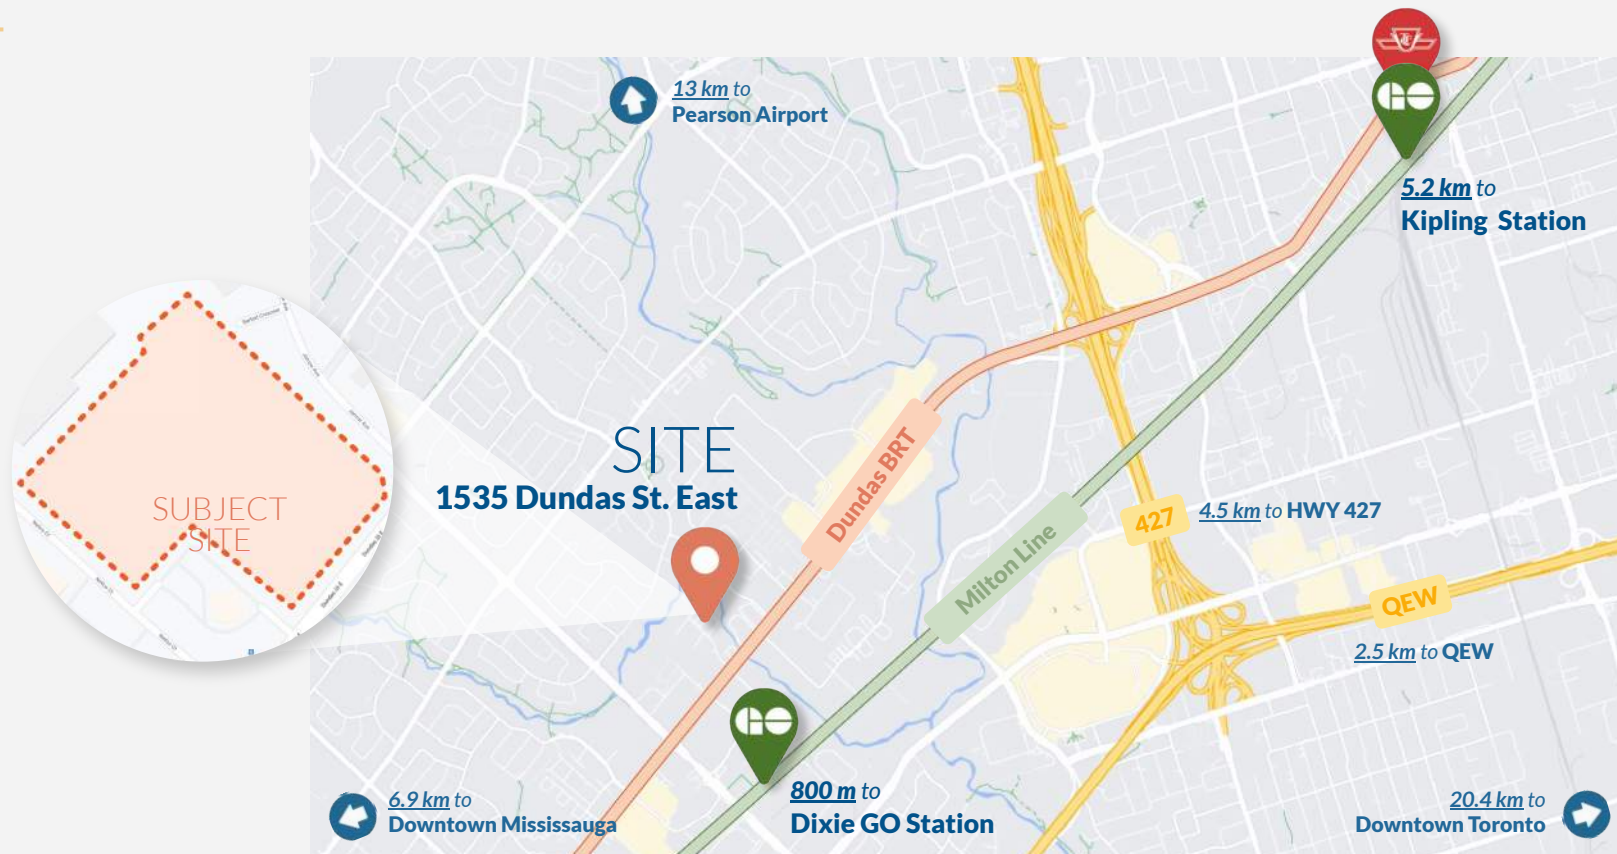 13 km to
Pearson Airport
5.2 km to
Kipling Station
SITE
1535 Dundas St. East
SUBJECT
SITE
Dundas BRT
Milton Line
427
4.5 km to HWY 427
QEW
2.5 km to QEW
6.9 km to
Downtown Mississauga
800 m to
Dixie GO Station
20.4 km to
Downtown Toronto
GO
GO